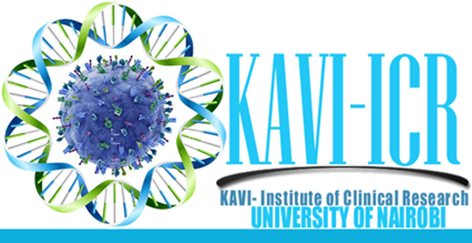 KAVI-ICR
KAVI- Institute of Clinical Research
UNIVERSITY OF NAIROBI